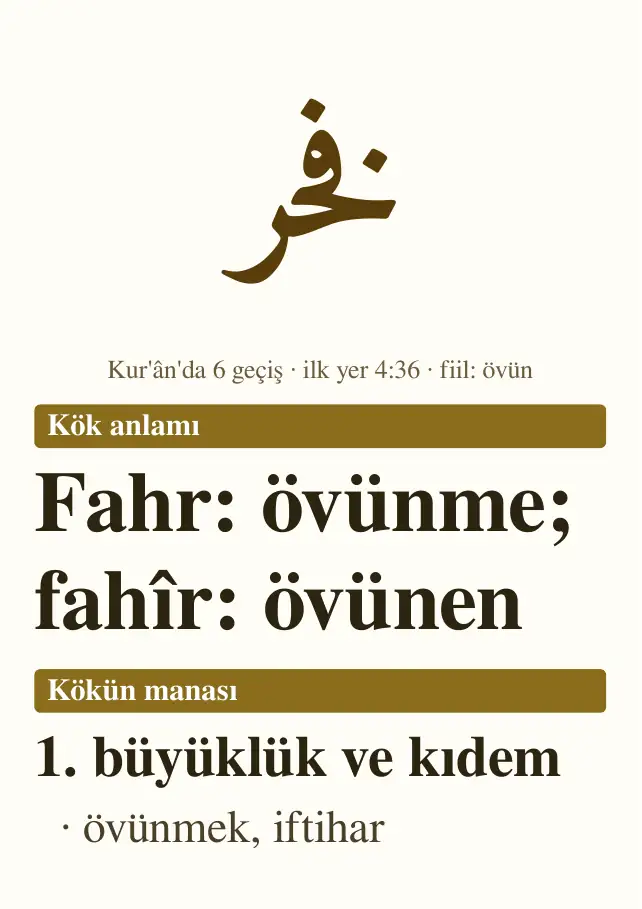 فخر
Kur'ân'da 6 geçiş · ilk yer 4:36 · fiil: övün
Kök anlamı
Fahr: övünme;
fahîr: övünen
Kökün manası
1. büyüklük ve kıdem
· övünmek, iftihar